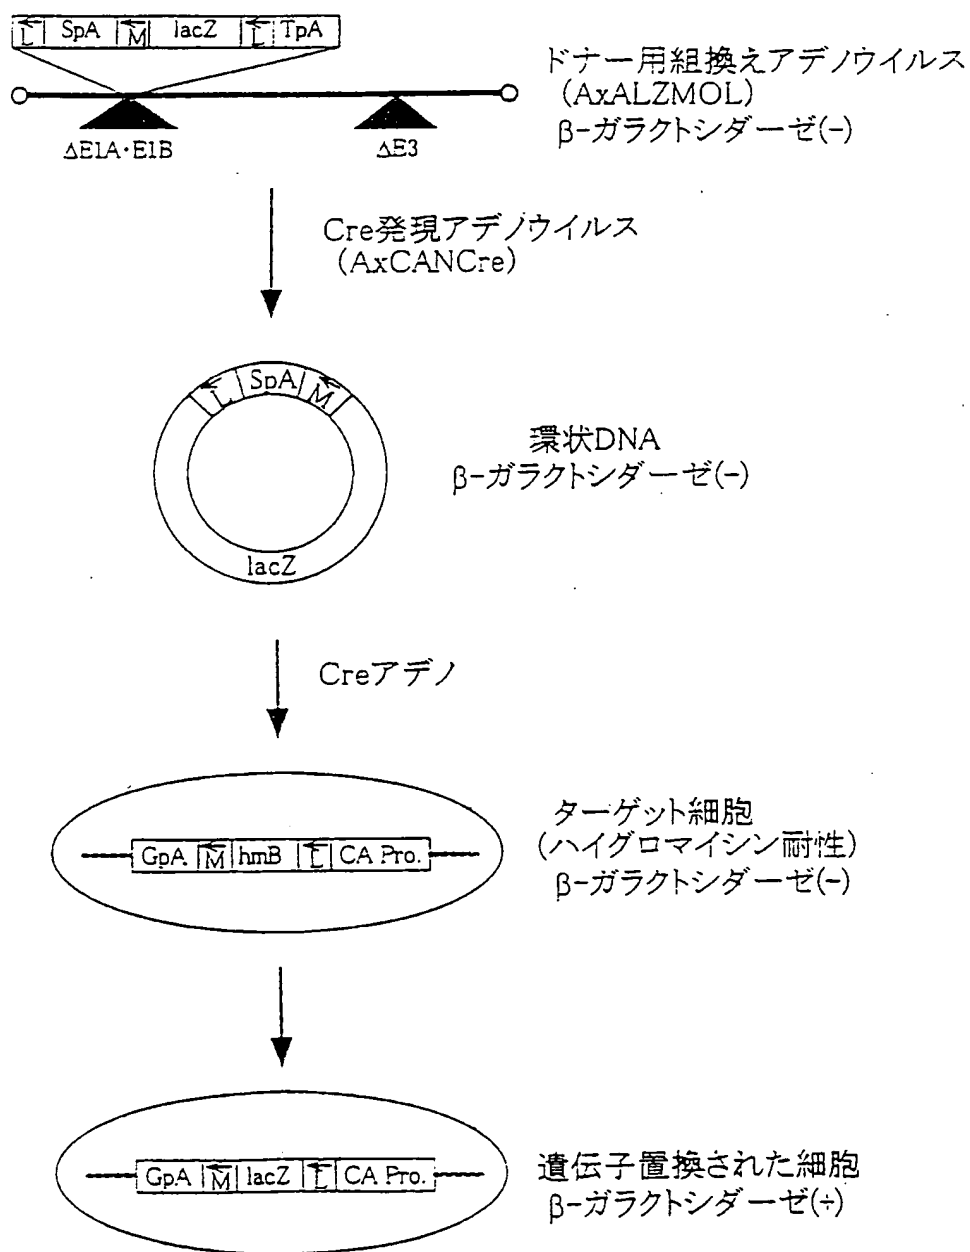 L SpA M lacZ L TpA
ドナー用組換えアデノウイルス
(AxALZMOL)
β-ガラクトシダーゼ(-)
ΔE1A・E1B ΔE3
Cre発現アデノウイルス
(AxCANCre)
L SpA M
lacZ
環状DNA
β-ガラクトシダーゼ(-)
Creアデノ
GpA M hmB L CA Pro.
ターゲット細胞
(ハイグロマイシン耐性)
β-ガラクトシダーゼ(-)
GpA M lacZ L CA Pro.
遺伝子置換された細胞
β-ガラクトシダーゼ(+)